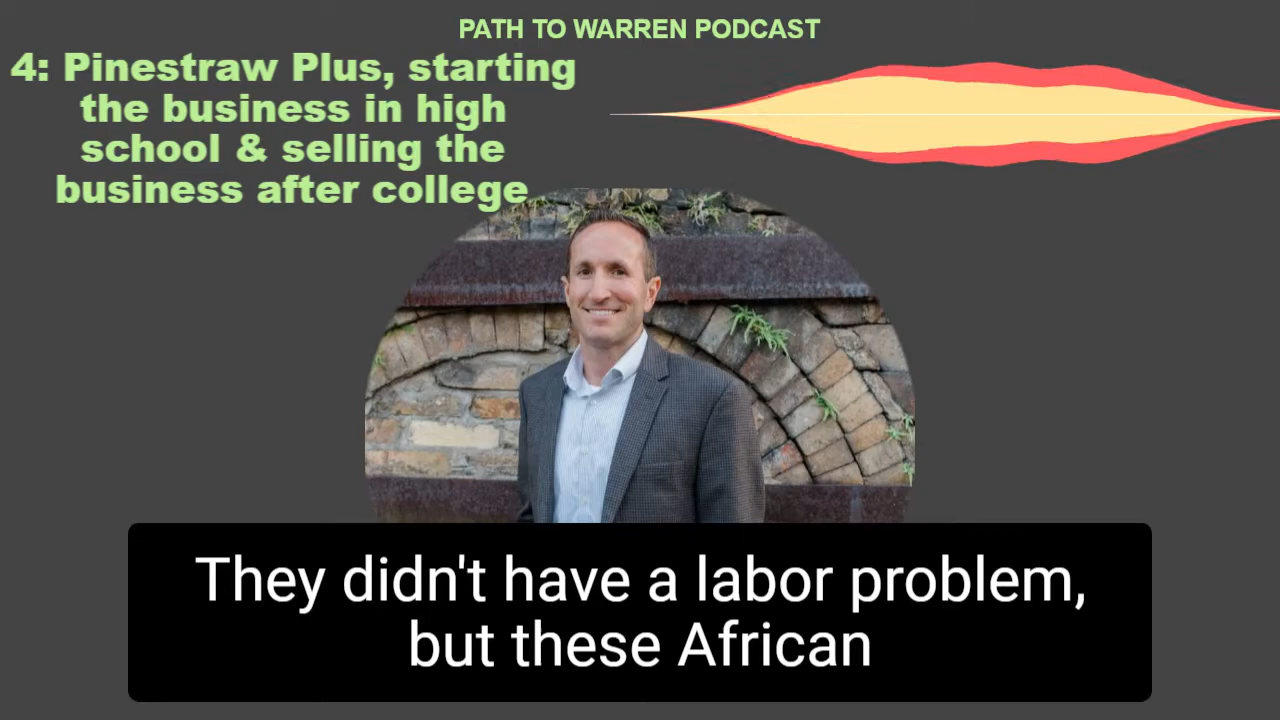 PATH TO WARREN PODCAST
4: Pinestraw Plus, starting
the business in high
school & selling the
business after college
They didn't have a labor problem,
but these African